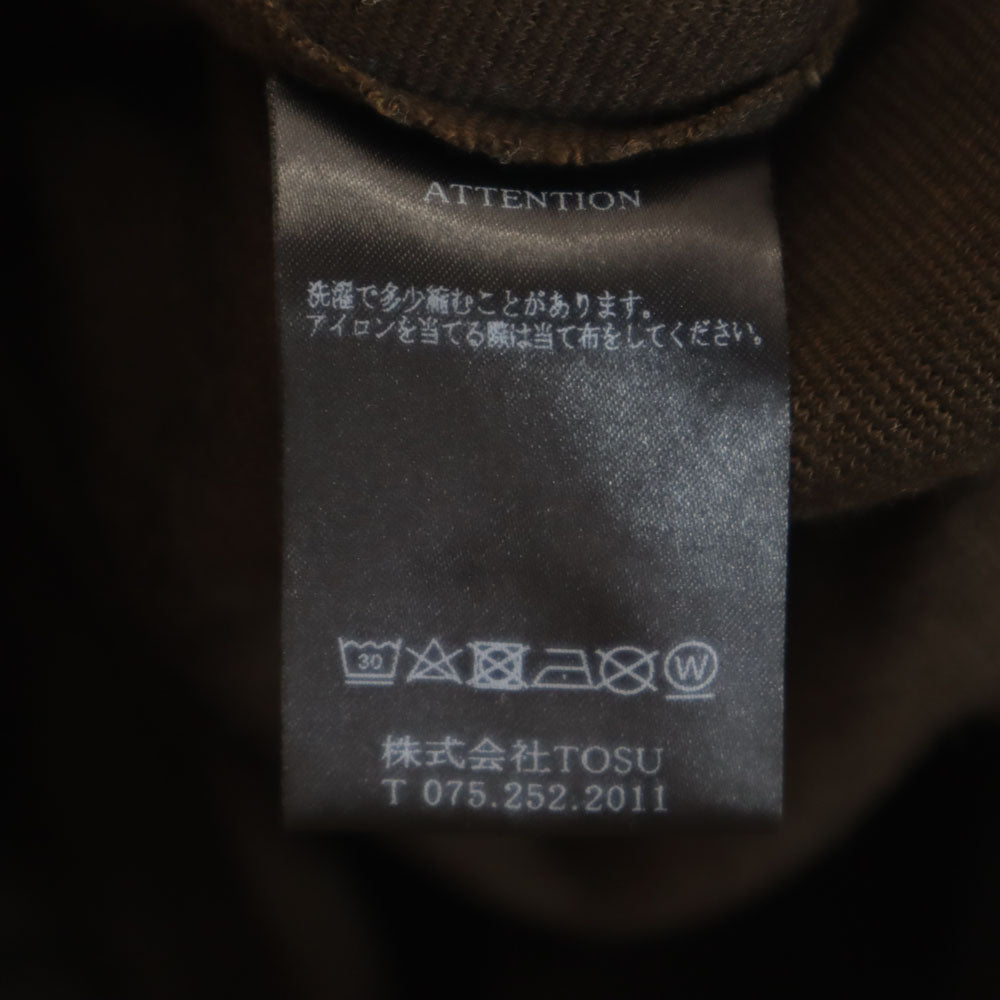 ATTENTION
洗濯で多少縮むことがあります。
アイロンを当てる際は当て布をしてください。
30
W
株式会社TOSU
T 075.252.2011